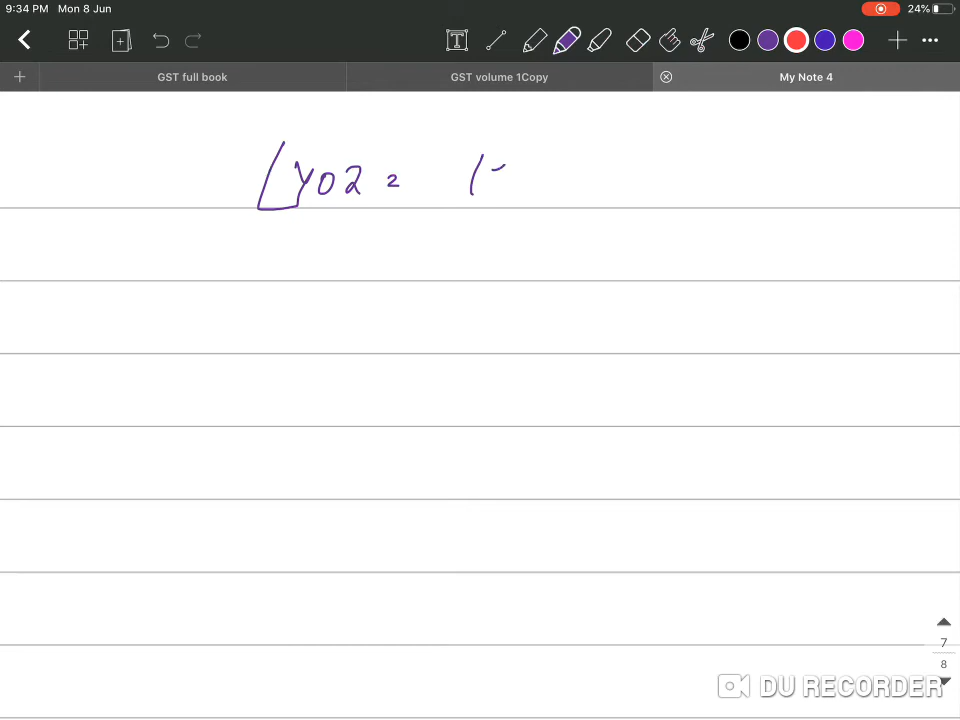 9:34 PM Mon 8 Jun 24%
T
GST full book GST volume 1Copy My Note 4
LYO2 =
7
8
DU RECORDER